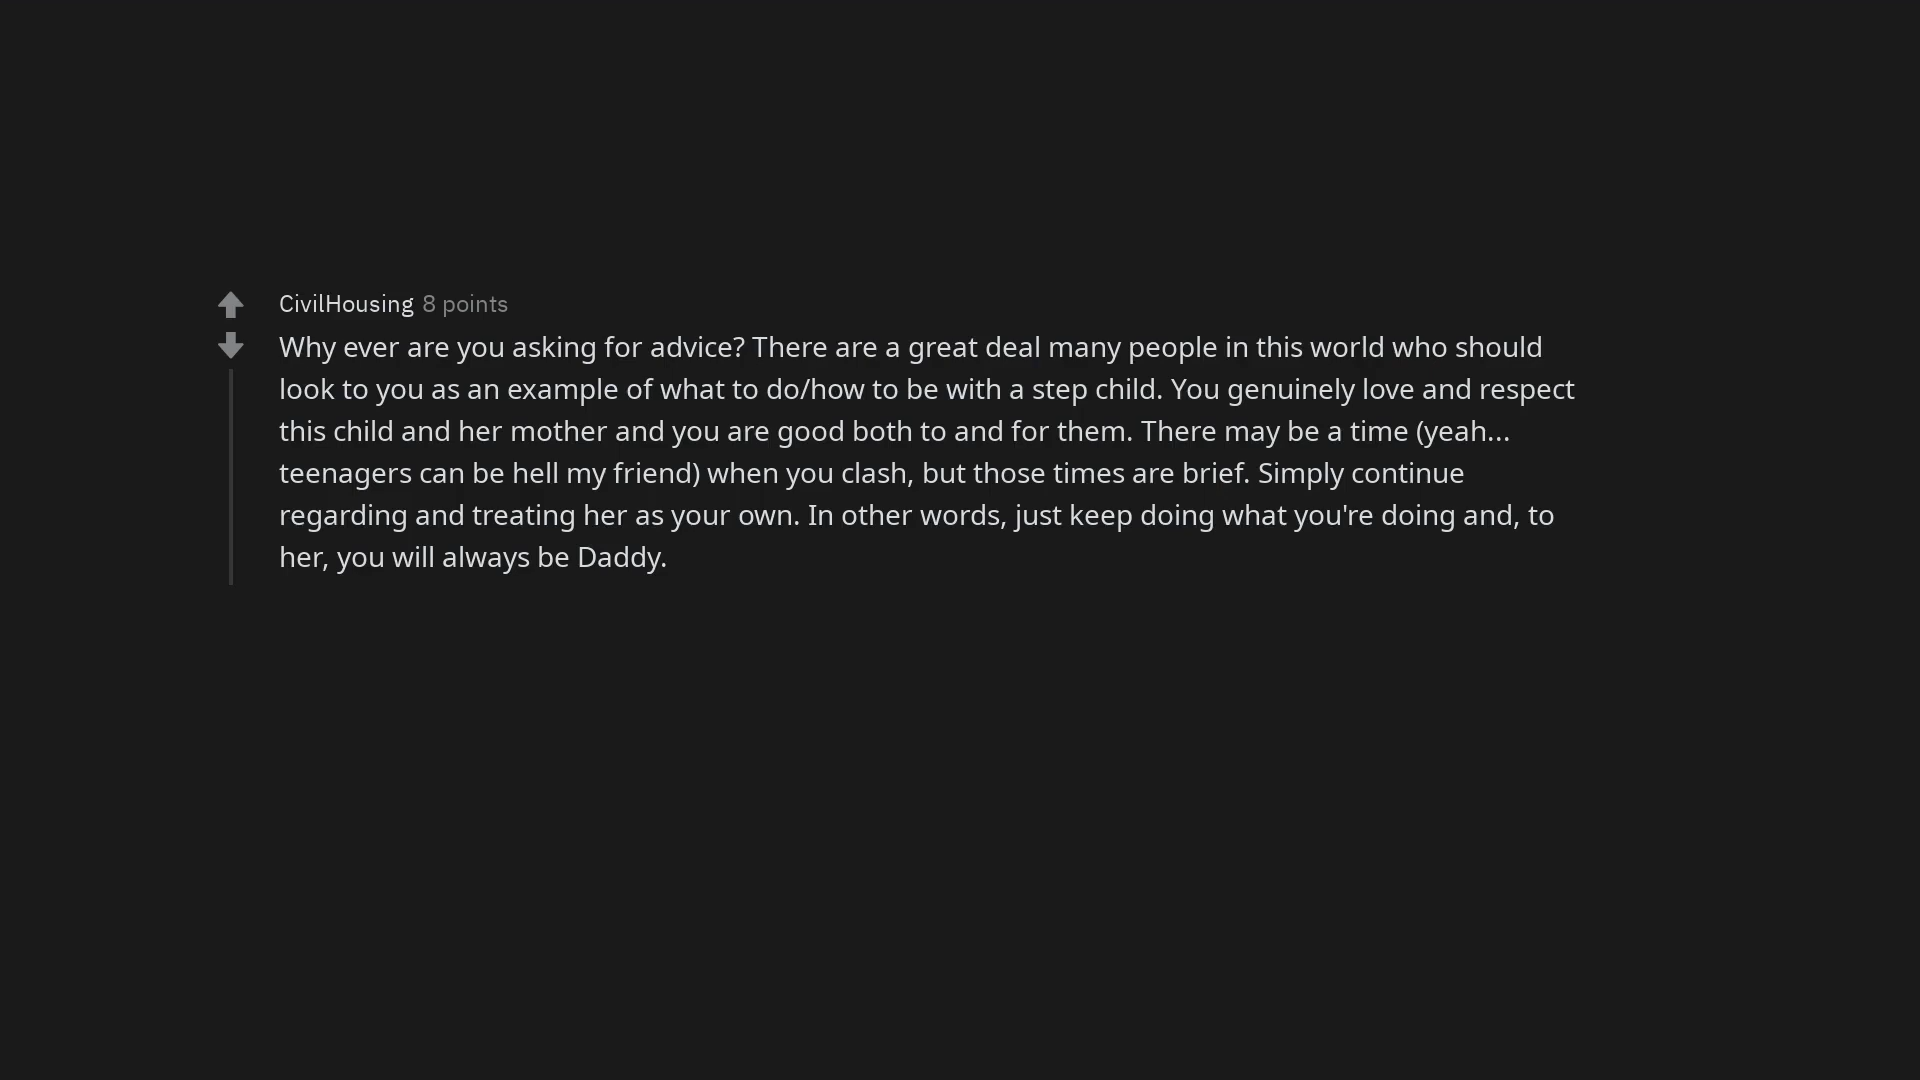 CivilHousing 8 points
Why ever are you asking for advice? There are a great deal many people in this world who should
look to you as an example of what to do/how to be with a step child. You genuinely love and respect
this child and her mother and you are good both to and for them. There may be a time (yeah...
teenagers can be hell my friend) when you clash, but those times are brief. Simply continue
regarding and treating her as your own. In other words, just keep doing what you're doing and, to
her, you will always be Daddy.